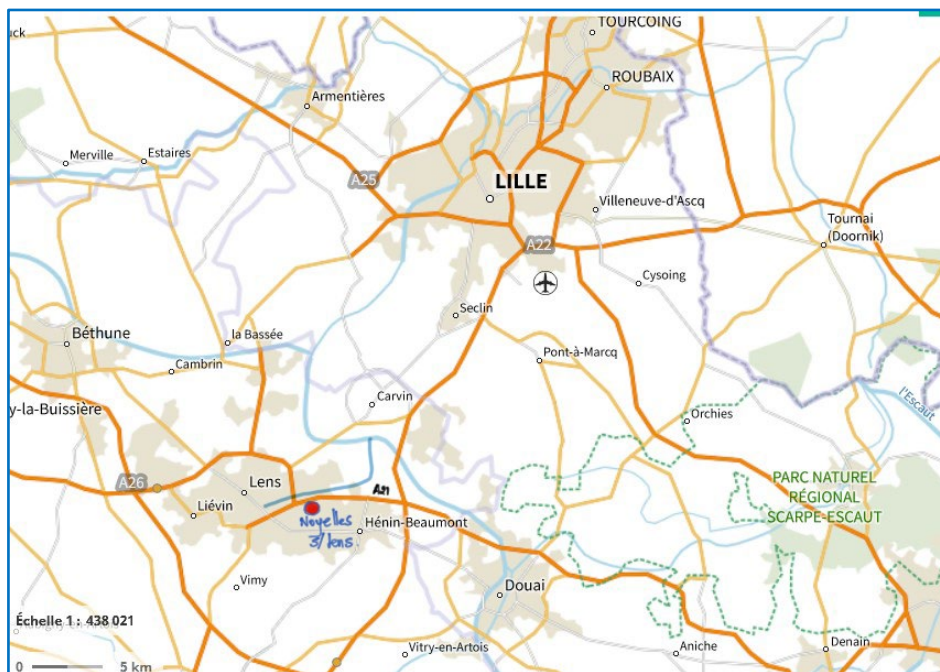 TOURCOING
uck
ROUBAIX
Armentières
Merville
Estaires
A25
LILLE
Villeneuve-d'Ascq
Tournai
(Doornik)
A22
Cysoing
Seclin
Béthune
la Bassée
Pont-à-Marcq
Cambrin
l'Escaut
y-la-Buissière
Carvin
Orchies
PARC NATUREL
RÉGIONAL
SCARPE-ESCAUT
A26
Lens
A21
Liévin
Noyelles
s/lens
Hénin-Beaumont
Vimy
Douai
Échelle 1 : 438 021
Vitry-en-Artois
Aniche
Denain
0 5 km